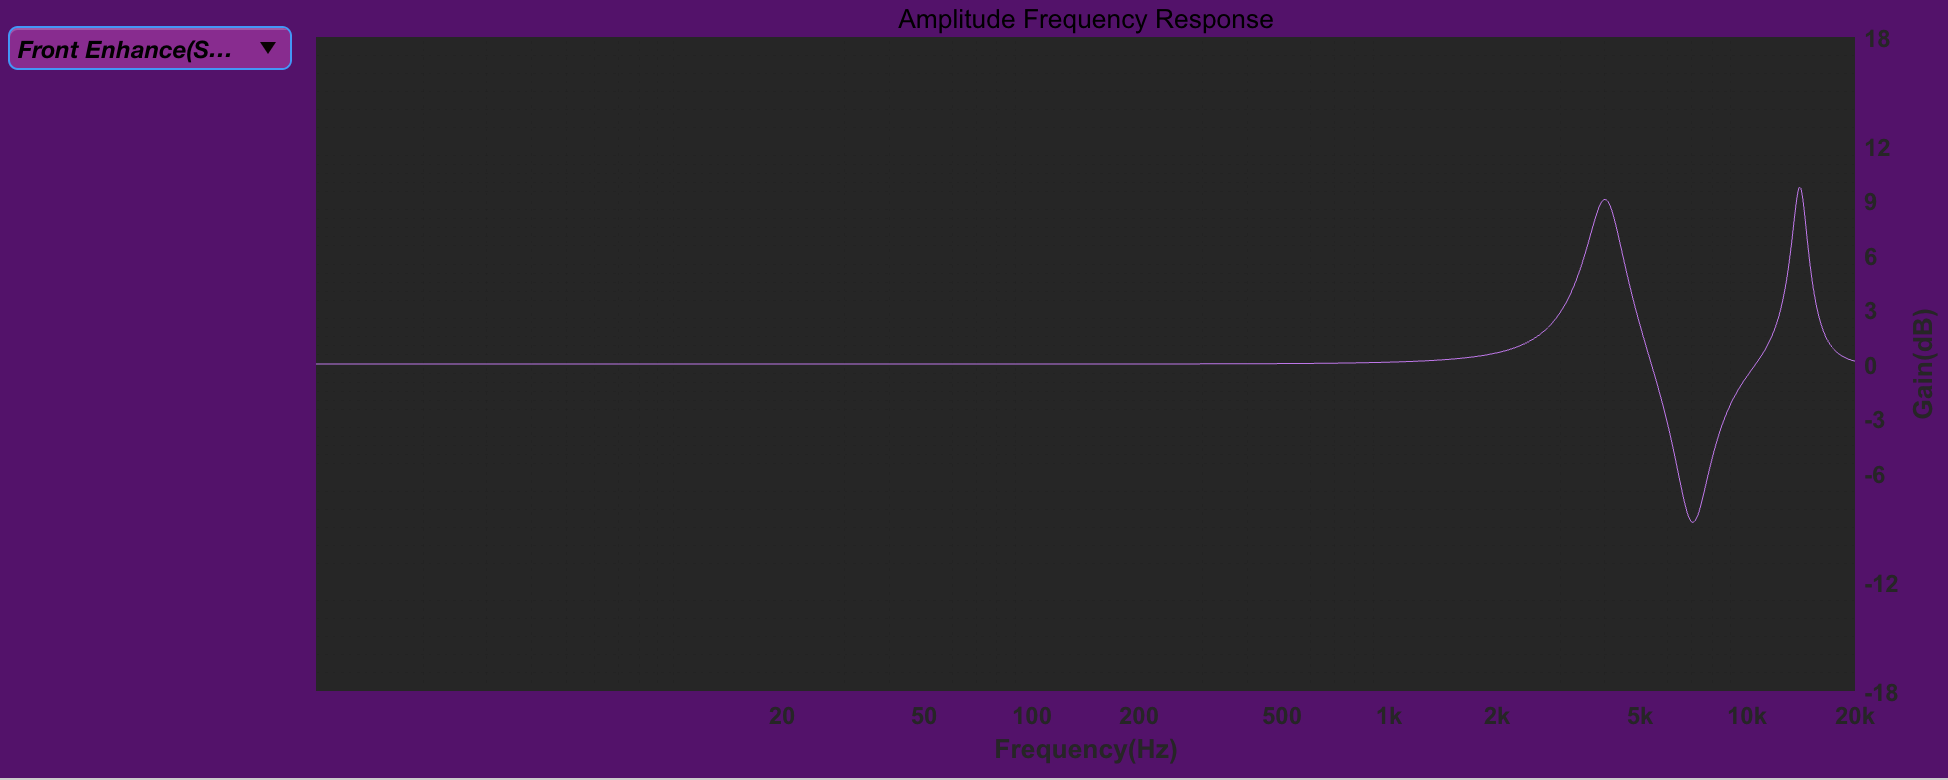 Amplitude Frequency Response
Front Enhance(S...
18
12
9
6
3
0
-3
-6
-12
-18
Gain(dB)
20 50 100 200 500 1k 2k 5k 10k 20k
Frequency(Hz)